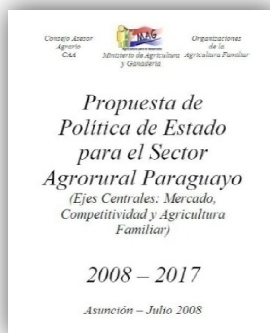 Consejo Asesor
Agrario
CAA
MAG
Ministerio de Agricultura
y Ganadería
Organizaciones
de la
Agricultura Familiar
Propuesta de
Política de Estado
para el Sector
Agrorural Paraguayo
(Ejes Centrales: Mercado,
Competitividad y Agricultura
Familiar)
2008 – 2017
Asunción – Julio 2008